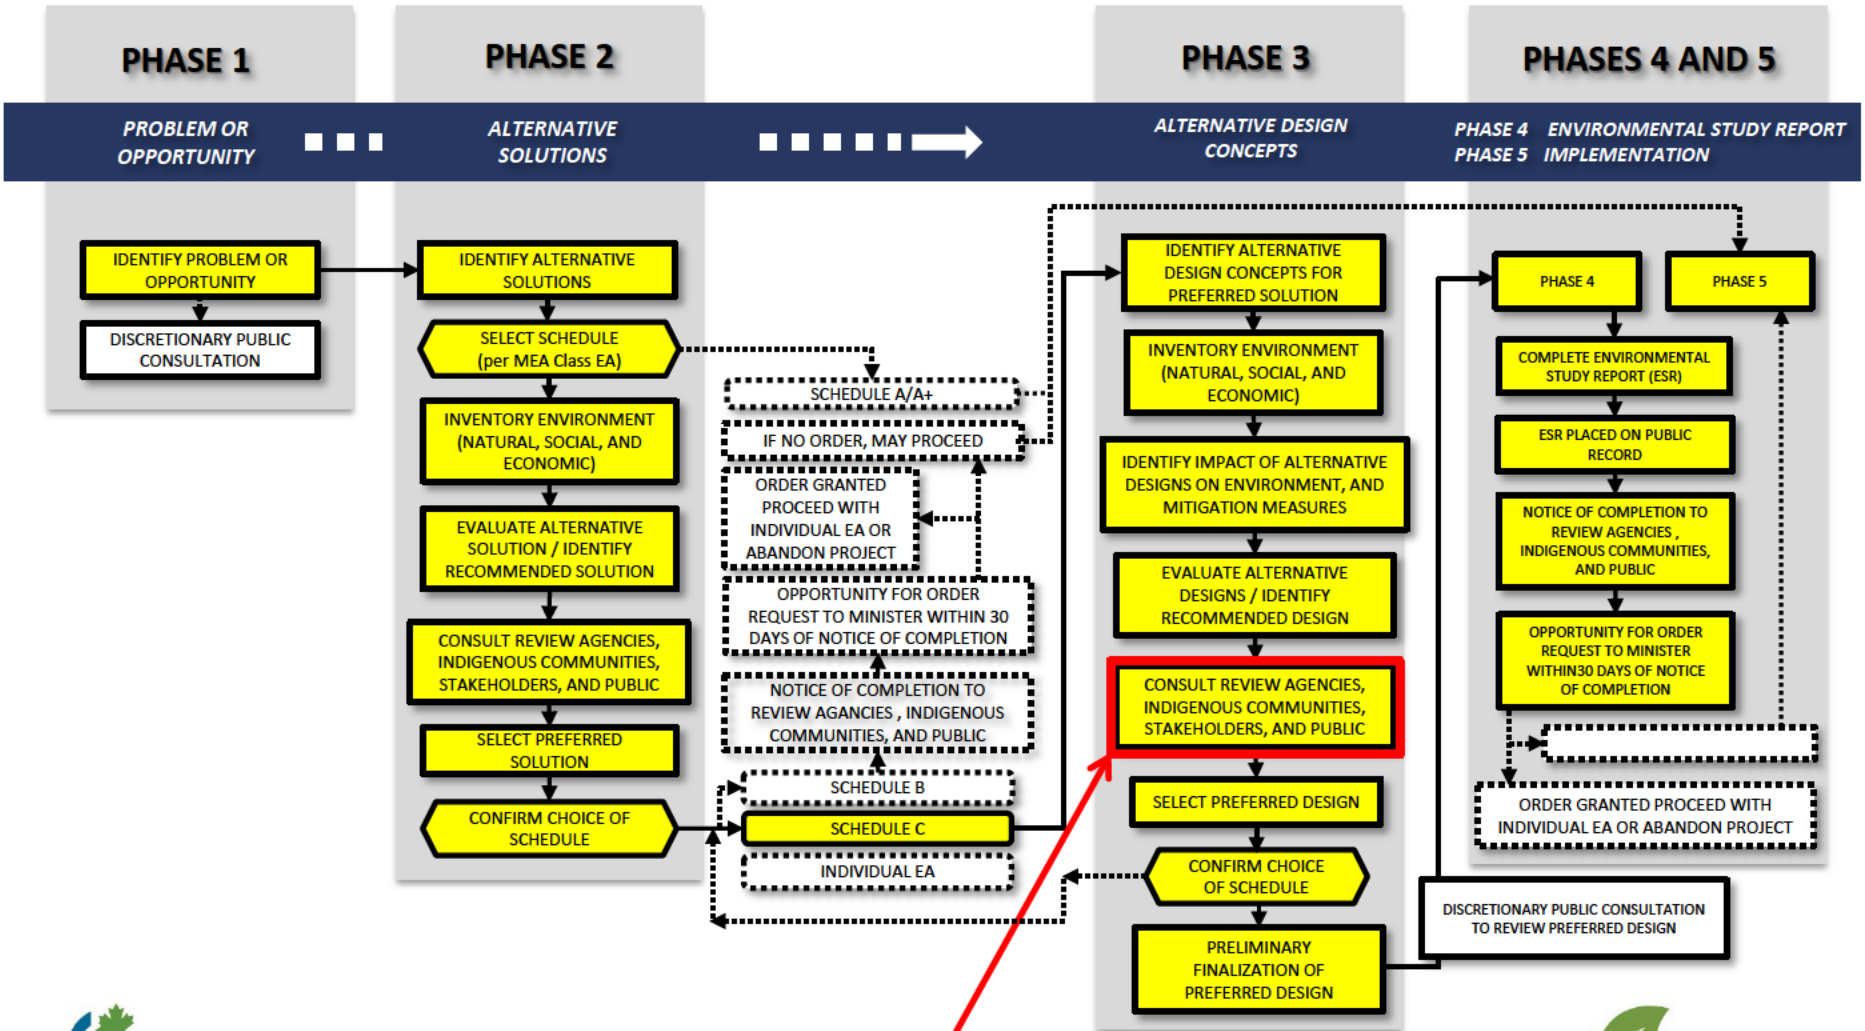 PHASE 1
PHASE 2
PHASE 3
PHASES 4 AND 5
PROBLEM OR
OPPORTUNITY
ALTERNATIVE
SOLUTIONS
ALTERNATIVE DESIGN
CONCEPTS
PHASE 4 ENVIRONMENTAL STUDY REPORT
PHASE 5 IMPLEMENTATION
IDENTIFY PROBLEM OR
OPPORTUNITY
DISCRETIONARY PUBLIC
CONSULTATION
IDENTIFY ALTERNATIVE
SOLUTIONS
SELECT SCHEDULE
(per MEA Class EA)
INVENTORY ENVIRONMENT
(NATURAL, SOCIAL, AND
ECONOMIC)
EVALUATE ALTERNATIVE
SOLUTION / IDENTIFY
RECOMMENDED SOLUTION
CONSULT REVIEW AGENCIES,
INDIGENOUS COMMUNITIES,
STAKEHOLDERS, AND PUBLIC
SELECT PREFERRED
SOLUTION
CONFIRM CHOICE OF
SCHEDULE
SCHEDULE A/A+
IF NO ORDER, MAY PROCEED
ORDER GRANTED
PROCEED WITH
INDIVIDUAL EA OR
ABANDON PROJECT
OPPORTUNITY FOR ORDER
REQUEST TO MINISTER WITHIN 30
DAYS OF NOTICE OF COMPLETION
NOTICE OF COMPLETION TO
REVIEW AGANCIES , INDIGENOUS
COMMUNITIES, AND PUBLIC
SCHEDULE B
SCHEDULE C
INDIVIDUAL EA
IDENTIFY ALTERNATIVE
DESIGN CONCEPTS FOR
PREFERRED SOLUTION
INVENTORY ENVIRONMENT
(NATURAL, SOCIAL, AND
ECONOMIC)
IDENTIFY IMPACT OF ALTERNATIVE
DESIGNS ON ENVIRONMENT, AND
MITIGATION MEASURES
EVALUATE ALTERNATIVE
DESIGNS / IDENTIFY
RECOMMENDED DESIGN
CONSULT REVIEW AGENCIES,
INDIGENOUS COMMUNITIES,
STAKEHOLDERS, AND PUBLIC
SELECT PREFERRED DESIGN
CONFIRM CHOICE
OF SCHEDULE
PRELIMINARY
FINALIZATION OF
PREFERRED DESIGN
PHASE 4
PHASE 5
COMPLETE ENVIRONMENTAL
STUDY REPORT (ESR)
ESR PLACED ON PUBLIC
RECORD
NOTICE OF COMPLETION TO
REVIEW AGENCIES ,
INDIGENOUS COMMUNITIES,
AND PUBLIC
OPPORTUNITY FOR ORDER
REQUEST TO MINISTER
WITHIN30 DAYS OF NOTICE
OF COMPLETION
ORDER GRANTED PROCEED WITH
INDIVIDUAL EA OR ABANDON PROJECT
DISCRETIONARY PUBLIC CONSULTATION
TO REVIEW PREFERRED DESIGN